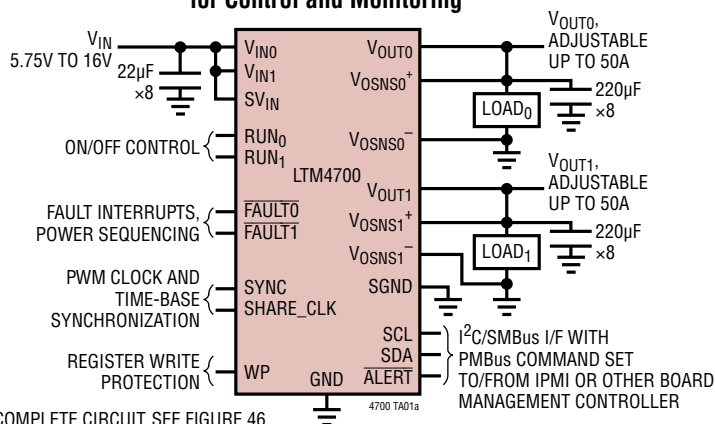 for Control and Monitoring
VIN
5.75V TO 16V
22µF
×8
ON/OFF CONTROL
FAULT INTERRUPTS,
POWER SEQUENCING
PWM CLOCK AND
TIME-BASE
SYNCHRONIZATION
REGISTER WRITE
PROTECTION
VIN0
VIN1
SVIN
RUN0
RUN1
LTM4700
FAULT0
FAULT1
SYNC
SHARE_CLK
WP
GND
VOUT0
VOSNS0+
VOSNS0–
VOUT1
VOSNS1+
VOSNS1–
SGND
SCL
SDA
ALERT
VOUT0,
ADJUSTABLE
UP TO 50A
LOAD0
220µF
×8
VOUT1,
ADJUSTABLE
UP TO 50A
LOAD1
220µF
×8
I2C/SMBus I/F WITH
PMBus COMMAND SET
TO/FROM IPMI OR OTHER BOARD
MANAGEMENT CONTROLLER
4700 TA01a
COMPLETE CIRCUIT, SEE FIGURE 46